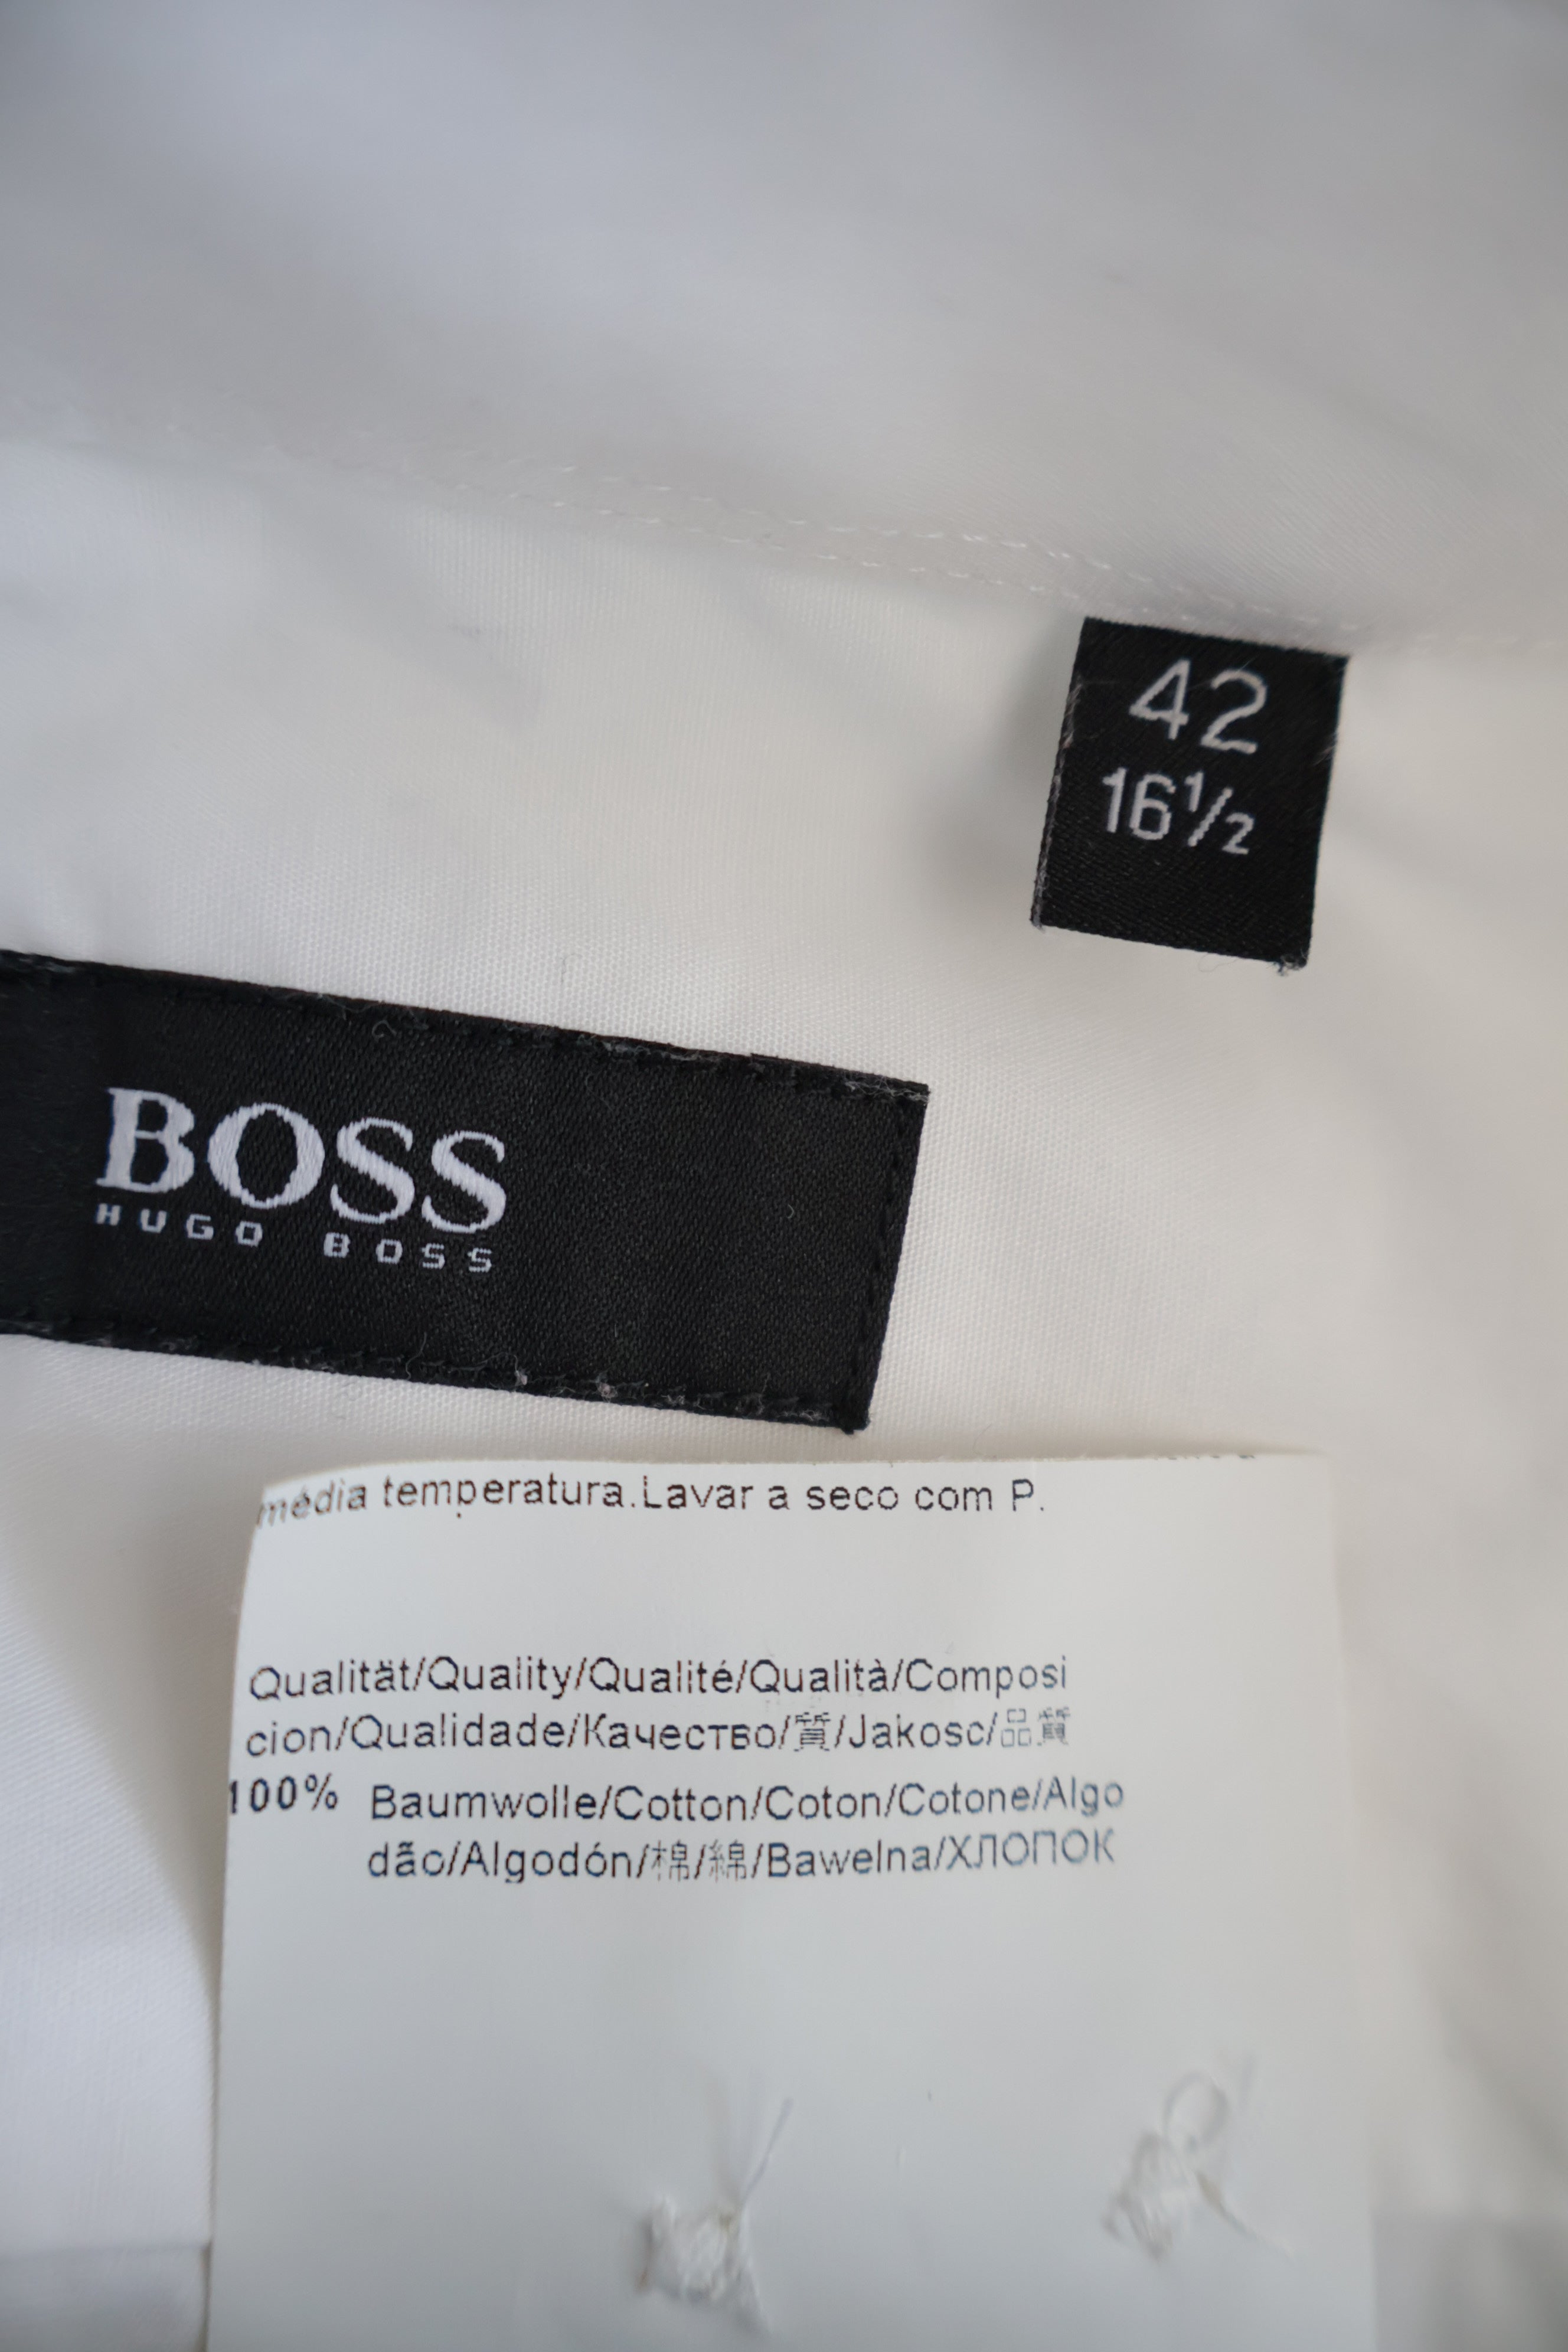 42
16½
BOSS
HUGO BOSS
média temperatura.Lavar a seco com P.
Qualität/Quality/Qualité/Qualità/Composi
cion/Qualidade/Качество/質/Jakosc/品質
100% Baumwolle/Cotton/Coton/Cotone/Algo
dão/Algodón/棉/綿/Bawelna/ХЛОПОК